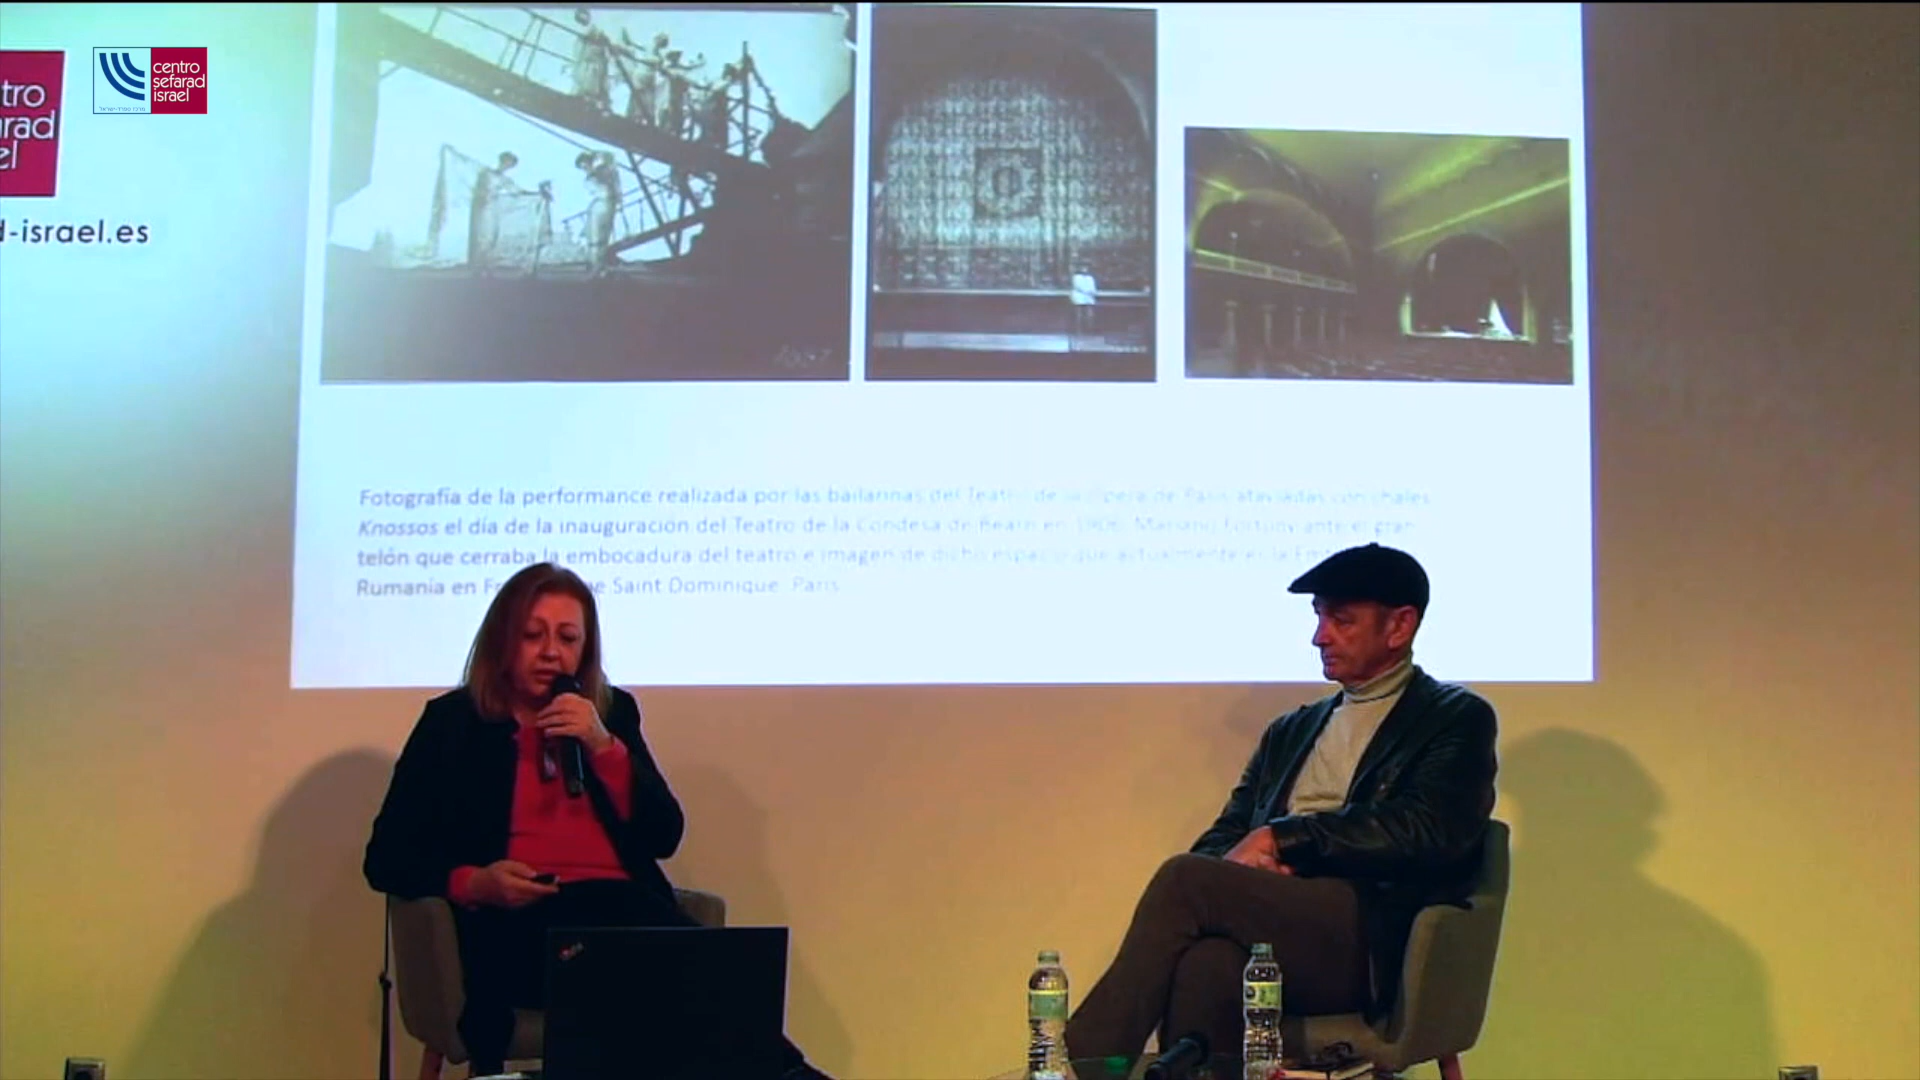 centro
sefarad
israel
tro
rad
el
d-israel.es
Fotografía de la performance realizada por las bailarinas del Teatro de la Ópera de París ataviadas con chales
Knossos el día de la inauguración del Teatro de la Condesa de Bearn en 1906. Mariano Fortuny ante el gran
telón que cerraba la embocadura del teatro e imagen de dicho espacio que actualmente es la
Rumanía en Saint Dominique. París